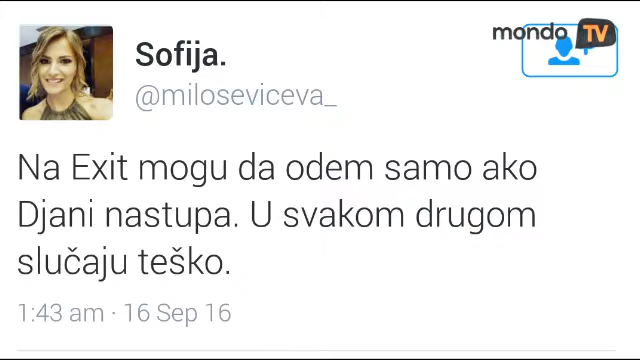 mondo TV
Sofija.
@miloseviceva_
Na Exit mogu da odem samo ako
Djani nastupa. U svakom drugom
slučaju teško.
1:43 am · 16 Sep 16